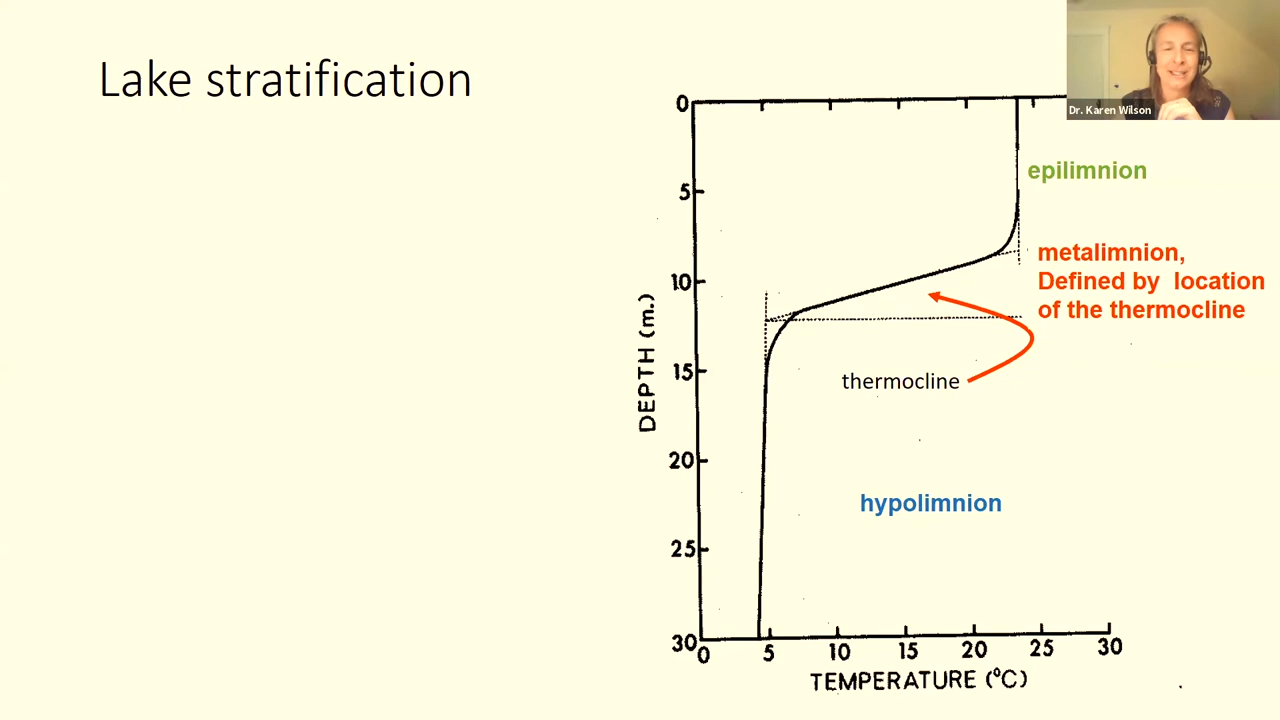 Lake stratification
Dr. Karen Wilson
0
epilimnion
5
metalimnion,
Defined by location
of the thermocline
10
DEPTH (m.)
15
thermocline
20
hypolimnion
25
30
0 5 10 15 20 25 30
TEMPERATURE (°C)